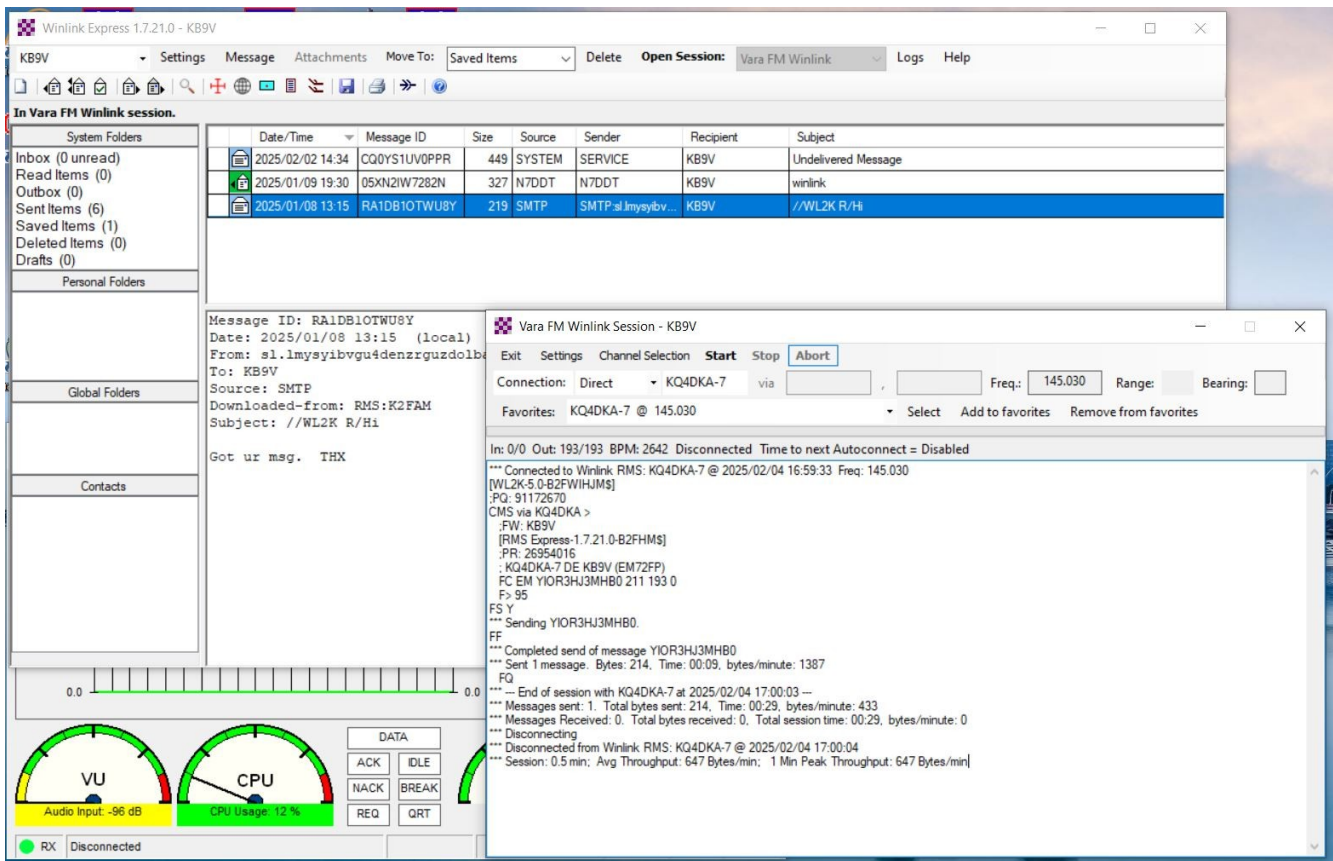 Winlink Express 1.7.21.0 - KB9V
KB9V Settings Message Attachments Move To: Saved Items Delete Open Session: Vara FM Winlink Logs Help
In Vara FM Winlink session.
System Folders
Inbox (0 unread)
Read Items (0)
Outbox (0)
Sent Items (6)
Saved Items (1)
Deleted Items (0)
Drafts (0)
Personal Folders
Global Folders
Contacts
Date/Time Message ID Size Source Sender Recipient Subject
2025/02/02 14:34 CQ0YS1UV0PPR 449 SYSTEM SERVICE KB9V Undelivered Message
2025/01/09 19:30 05XN2IW7282N 327 N7DDT N7DDT KB9V winlink
2025/01/08 13:15 RA1DB1OTWU8Y 219 SMTP SMTP:sl.lmysyibv... KB9V //WL2K R/Hi
Message ID: RA1DB1OTWU8Y
Date: 2025/01/08 13:15 (local)
From: sl.lmysyibvgu4denzrguzdolba
To: KB9V
Source: SMTP
Downloaded-from: RMS:K2FAM
Subject: //WL2K R/Hi
Got ur msg. THX
Vara FM Winlink Session - KB9V
Exit Settings Channel Selection Start Stop Abort
Connection: Direct KQ4DKA-7 via , Freq.: 145.030 Range: Bearing:
Favorites: KQ4DKA-7 @ 145.030 Select Add to favorites Remove from favorites
In: 0/0 Out: 193/193 BPM: 2642 Disconnected Time to next Autoconnect = Disabled
*** Connected to Winlink RMS: KQ4DKA-7 @ 2025/02/04 16:59:33 Freq: 145.030
[WL2K-5.0-B2FWIHJM$]
;PQ: 91172670
CMS via KQ4DKA >
;FW: KB9V
[RMS Express-1.7.21.0-B2FHM$]
;PR: 26954016
; KQ4DKA-7 DE KB9V (EM72FP)
FC EM YIOR3HJ3MHB0 211 193 0
F> 95
FS Y
*** Sending YIOR3HJ3MHB0.
FF
*** Completed send of message YIOR3HJ3MHB0
*** Sent 1 message. Bytes: 214, Time: 00:09, bytes/minute: 1387
FQ
*** --- End of session with KQ4DKA-7 at 2025/02/04 17:00:03 ---
*** Messages sent: 1. Total bytes sent: 214, Time: 00:29, bytes/minute: 433
*** Messages Received: 0. Total bytes received: 0, Total session time: 00:29, bytes/minute: 0
*** Disconnecting
*** Disconnected from Winlink RMS: KQ4DKA-7 @ 2025/02/04 17:00:04
*** Session: 0.5 min; Avg Throughput: 647 Bytes/min; 1 Min Peak Throughput: 647 Bytes/min
0.0 0.0
VU
Audio Input: -96 dB
CPU
CPU Usage: 12 %
DATA
ACK IDLE
NACK BREAK
REQ QRT
RX Disconnected